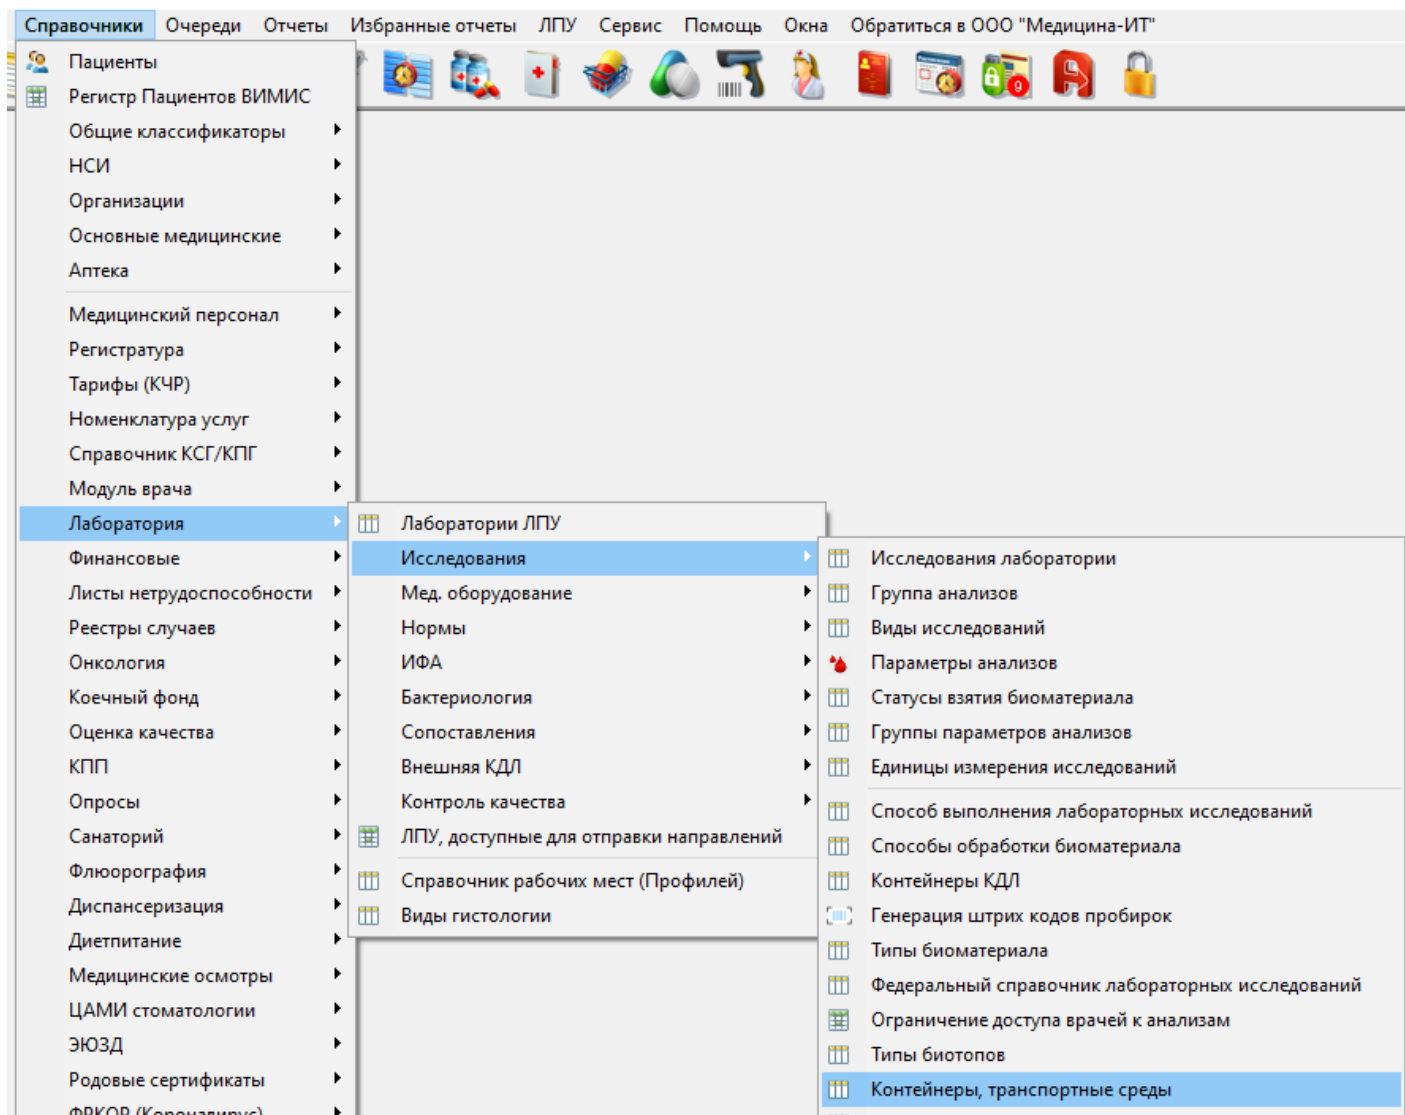 Справочники Очереди Отчеты Избранные отчеты ЛПУ Сервис Помощь Окна Обратиться в ООО "Медицина-ИТ"
9
Пациенты
Регистр Пациентов ВИМИС
Общие классификаторы
НСИ
Организации
Основные медицинские
Аптека
Медицинский персонал
Регистратура
Тарифы (КЧР)
Номенклатура услуг
Справочник КСГ/КПГ
Модуль врача
Лаборатория
Финансовые
Листы нетрудоспособности
Реестры случаев
Онкология
Коечный фонд
Оценка качества
КПП
Опросы
Санаторий
Флюорография
Диспансеризация
Диетпитание
Медицинские осмотры
ЦАМИ стоматологии
ЭЮЗД
Родовые сертификаты
ФРКОР (Коронавирус)
Лаборатории ЛПУ
Исследования
Мед. оборудование
Нормы
ИФА
Бактериология
Сопоставления
Внешняя КДЛ
Контроль качества
ЛПУ, доступные для отправки направлений
Справочник рабочих мест (Профилей)
Виды гистологии
Исследования лаборатории
Группа анализов
Виды исследований
Параметры анализов
Статусы взятия биоматериала
Группы параметров анализов
Единицы измерения исследований
Способ выполнения лабораторных исследований
Способы обработки биоматериала
Контейнеры КДЛ
Генерация штрих кодов пробирок
Типы биоматериала
Федеральный справочник лабораторных исследований
Ограничение доступа врачей к анализам
Типы биотопов
Контейнеры, транспортные среды